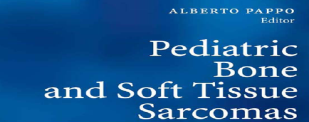 ALBERTO PAPPO
Editor
Pediatric
Bone
and Soft Tissue
Sarcomas